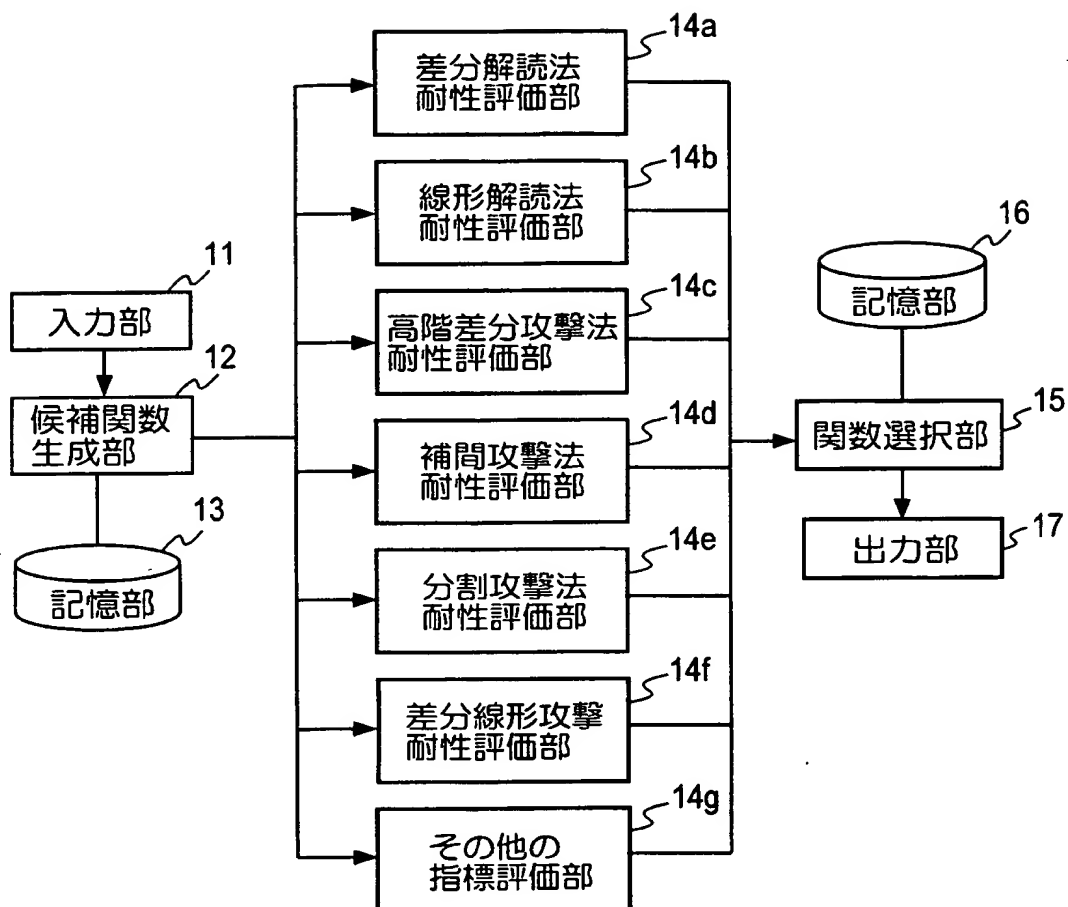 11
入力部
12
候補関数
生成部
13
記憶部
14a
差分解読法
耐性評価部
14b
線形解読法
耐性評価部
14c
高階差分攻撃法
耐性評価部
14d
補間攻撃法
耐性評価部
14e
分割攻撃法
耐性評価部
14f
差分線形攻撃
耐性評価部
14g
その他の
指標評価部
16
記憶部
15
関数選択部
17
出力部